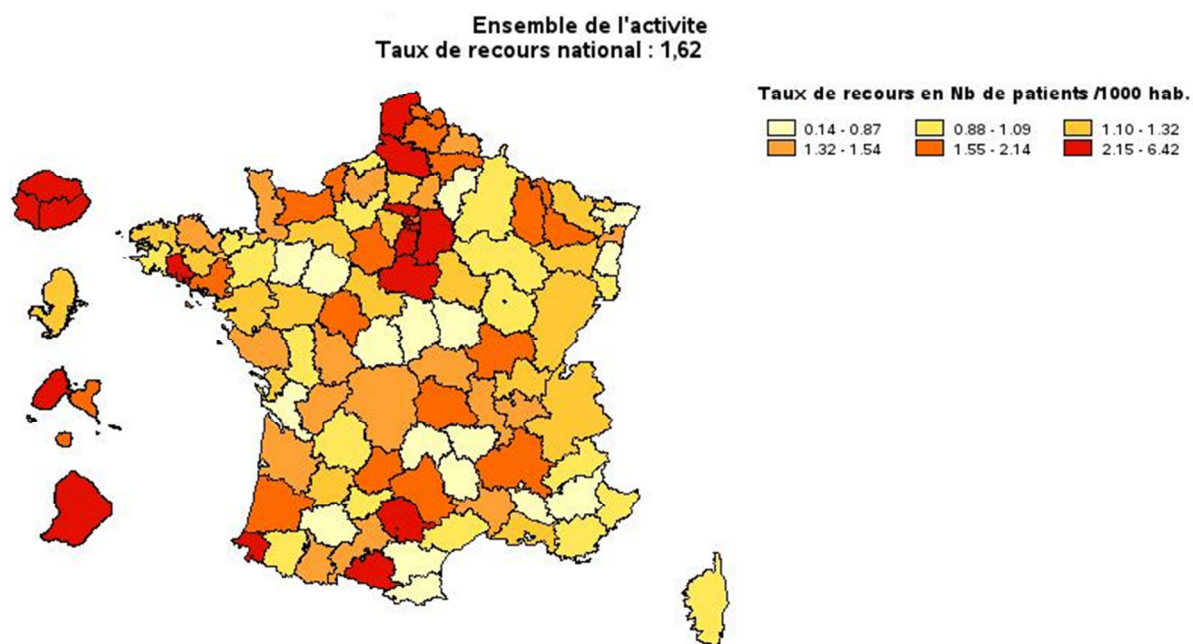 Ensemble de l'activite
Taux de recours national : 1,62
Taux de recours en Nb de patients /1000 hab.
0.14 - 0.87 0.88 - 1.09 1.10 - 1.32
1.32 - 1.54 1.55 - 2.14 2.15 - 6.42